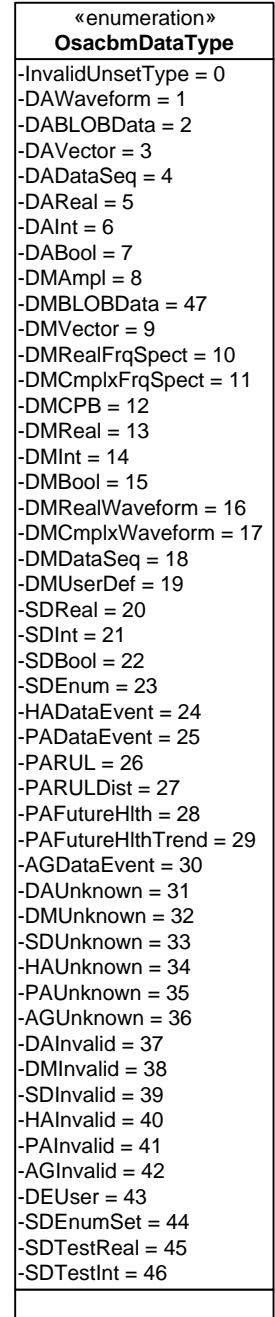 «enumeration»
OsacbmDataType
-InvalidUnsetType = 0
-DAWaveform = 1
-DABLOBData = 2
-DAVector = 3
-DADataSeq = 4
-DAReal = 5
-DAInt = 6
-DABool = 7
-DMAmpl = 8
-DMBLOBData = 47
-DMVector = 9
-DMRealFrqSpect = 10
-DMCmplxFrqSpect = 11
-DMCPB = 12
-DMReal = 13
-DMInt = 14
-DMBool = 15
-DMRealWaveform = 16
-DMCmplxWaveform = 17
-DMDataSeq = 18
-DMUserDef = 19
-SDReal = 20
-SDInt = 21
-SDBool = 22
-SDEnum = 23
-HADataEvent = 24
-PADataEvent = 25
-PARUL = 26
-PARULDist = 27
-PAFutureHlth = 28
-PAFutureHlthTrend = 29
-AGDataEvent = 30
-DAUnknown = 31
-DMUnknown = 32
-SDUnknown = 33
-HAUnknown = 34
-PAUnknown = 35
-AGUnknown = 36
-DAInvalid = 37
-DMInvalid = 38
-SDInvalid = 39
-HAInvalid = 40
-PAInvalid = 41
-AGInvalid = 42
-DEUser = 43
-SDEnumSet = 44
-SDTestReal = 45
-SDTestInt = 46